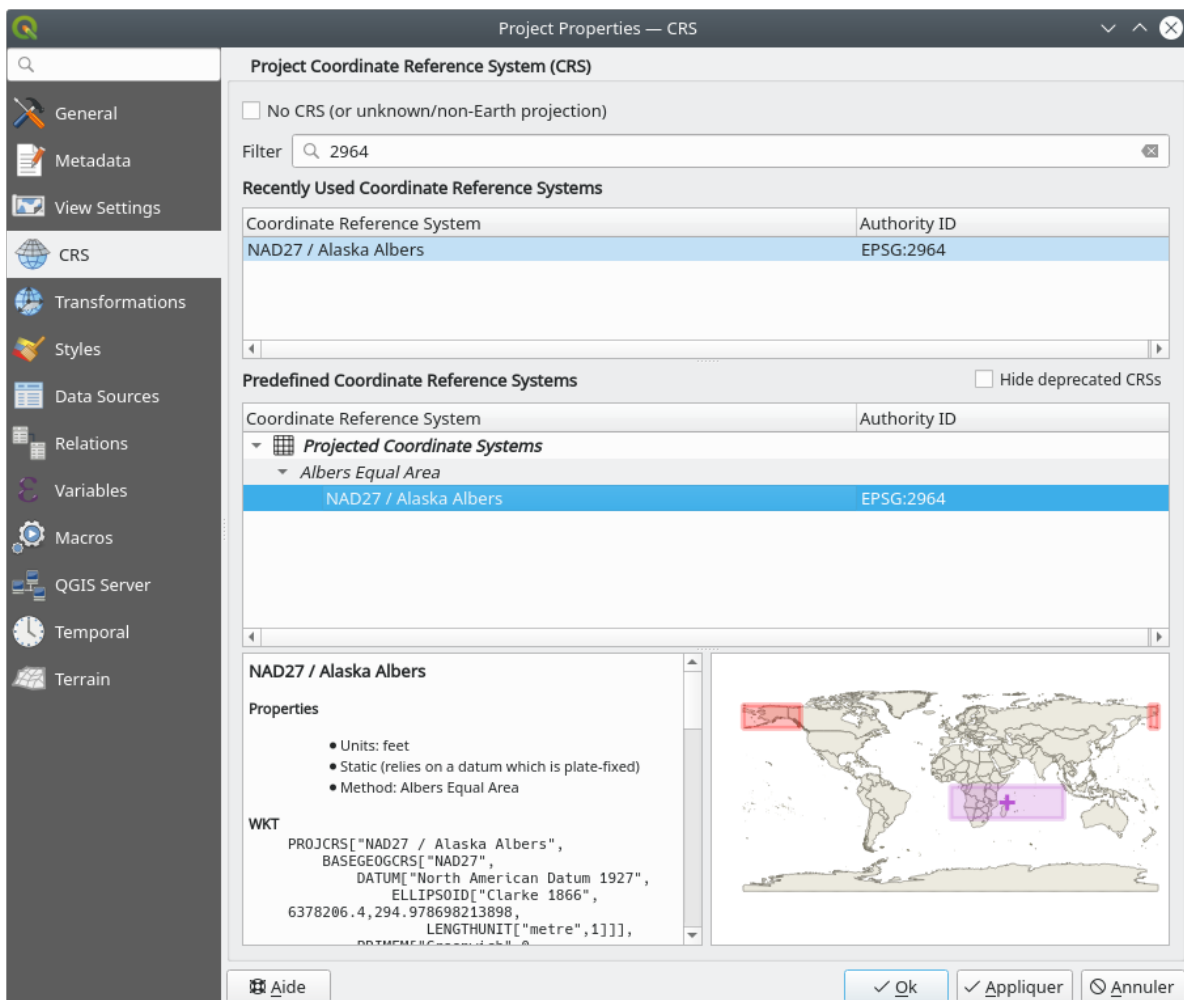 Project Properties — CRS
Project Coordinate Reference System (CRS)
General
Metadata
View Settings
CRS
Transformations
Styles
Data Sources
Relations
Variables
Macros
QGIS Server
Temporal
Terrain
No CRS (or unknown/non-Earth projection)
Filter 2964
Recently Used Coordinate Reference Systems
Coordinate Reference System Authority ID
NAD27 / Alaska Albers EPSG:2964
Predefined Coordinate Reference Systems Hide deprecated CRSs
Coordinate Reference System Authority ID
Projected Coordinate Systems
Albers Equal Area
NAD27 / Alaska Albers EPSG:2964
NAD27 / Alaska Albers
Properties
• Units: feet
• Static (relies on a datum which is plate-fixed)
• Method: Albers Equal Area
WKT
PROJCRS["NAD27 / Alaska Albers",
BASEGEOGCRS["NAD27",
DATUM["North American Datum 1927",
ELLIPSOID["Clarke 1866",
6378206.4,294.978698213898,
LENGTHUNIT["metre",1]]],
PRIMEM["Greenwich",0,
Aide
Ok
Appliquer
Annuler